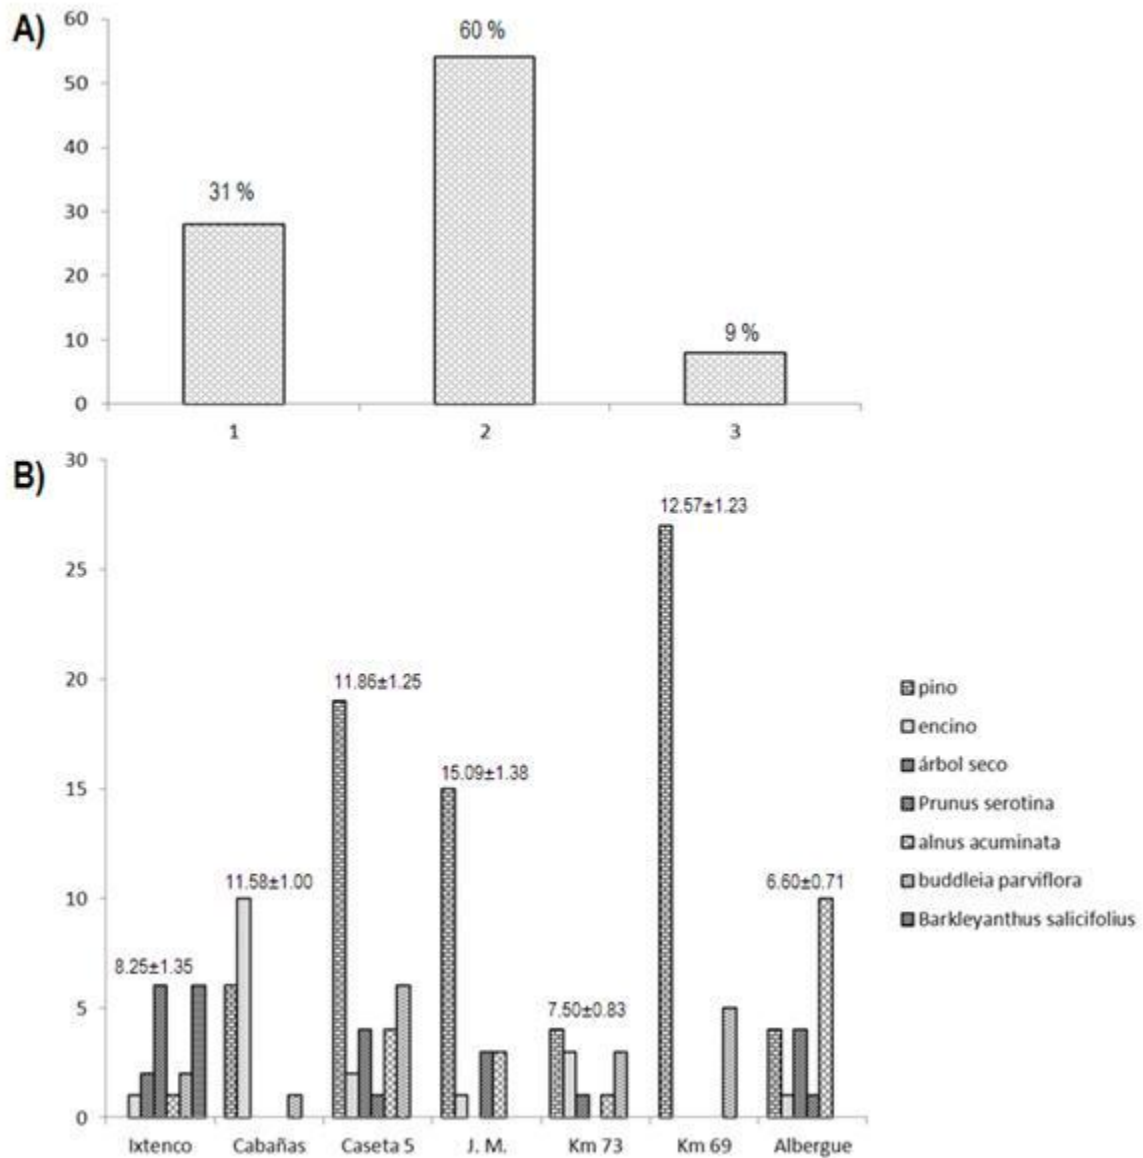 A)
60
50
40
30
20
10
0
31 %
60 %
9 %
1 2 3
B)
30
25
20
15
10
5
0
8.25±1.35
11.58±1.00
11.86±1.25
15.09±1.38
7.50±0.83
12.57±1.23
6.60±0.71
Ixtenco Cabañas Caseta 5 J. M. Km 73 Km 69 Albergue
pino
encino
árbol seco
Prunus serotina
alnus acuminata
buddleia parviflora
Barkleyanthus salicifolius